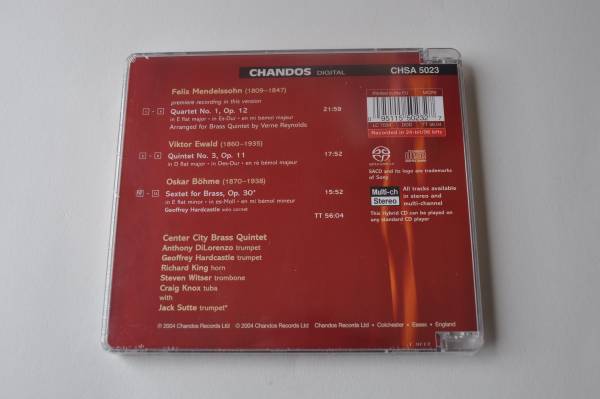 CHANDOS DIGITAL CHSA 5023
Felix Mendelssohn (1809–1847)
premiere recording in this version
Quartet No. 1, Op. 12 21:59
in E flat major · in Es-Dur · en mi bémol majeur
Arranged for Brass Quintet by Verne Reynolds
Viktor Ewald (1860–1935)
Quintet No. 3, Op. 11 17:52
in D flat major · in Des-Dur · en ré bémol majeur
Oskar Böhme (1870–1938)
Sextet for Brass, Op. 30* 15:52
in E flat minor · in es-Moll · en mi bémol mineur
Geoffrey Hardcastle solo cornet
TT 56:04
Center City Brass Quintet
Anthony DiLorenzo trumpet
Geoffrey Hardcastle trumpet
Richard King horn
Steven Witser trombone
Craig Knox tuba
with
Jack Sutte trumpet*
Printed in the EU
Recorded in 24-bit/96 kHz
SACD and its logo are trademarks
of Sony
Multi-ch
Stereo
All tracks available
in stereo and
multi-channel
This Hybrid CD can be played on
any standard CD player
℗ 2004 Chandos Records Ltd © 2004 Chandos Records Ltd Chandos Records Ltd • Colchester • Essex • England